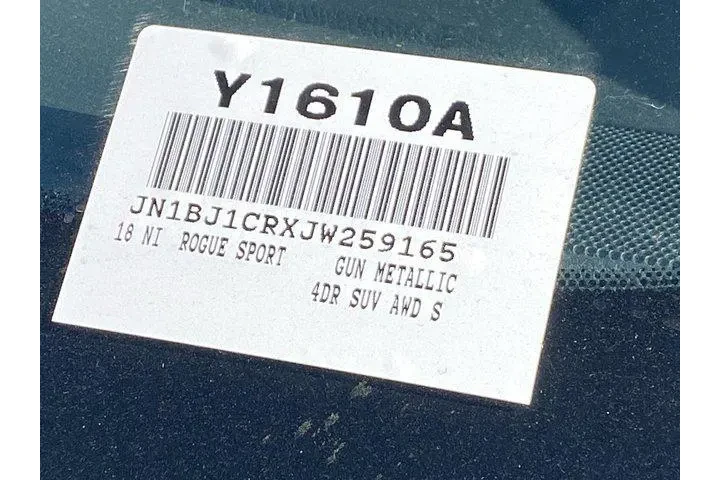 Y1610A
JN1BJ1CRXJW259165
18 NI ROGUE SPORT GUN METALLIC
4DR SUV AWD S